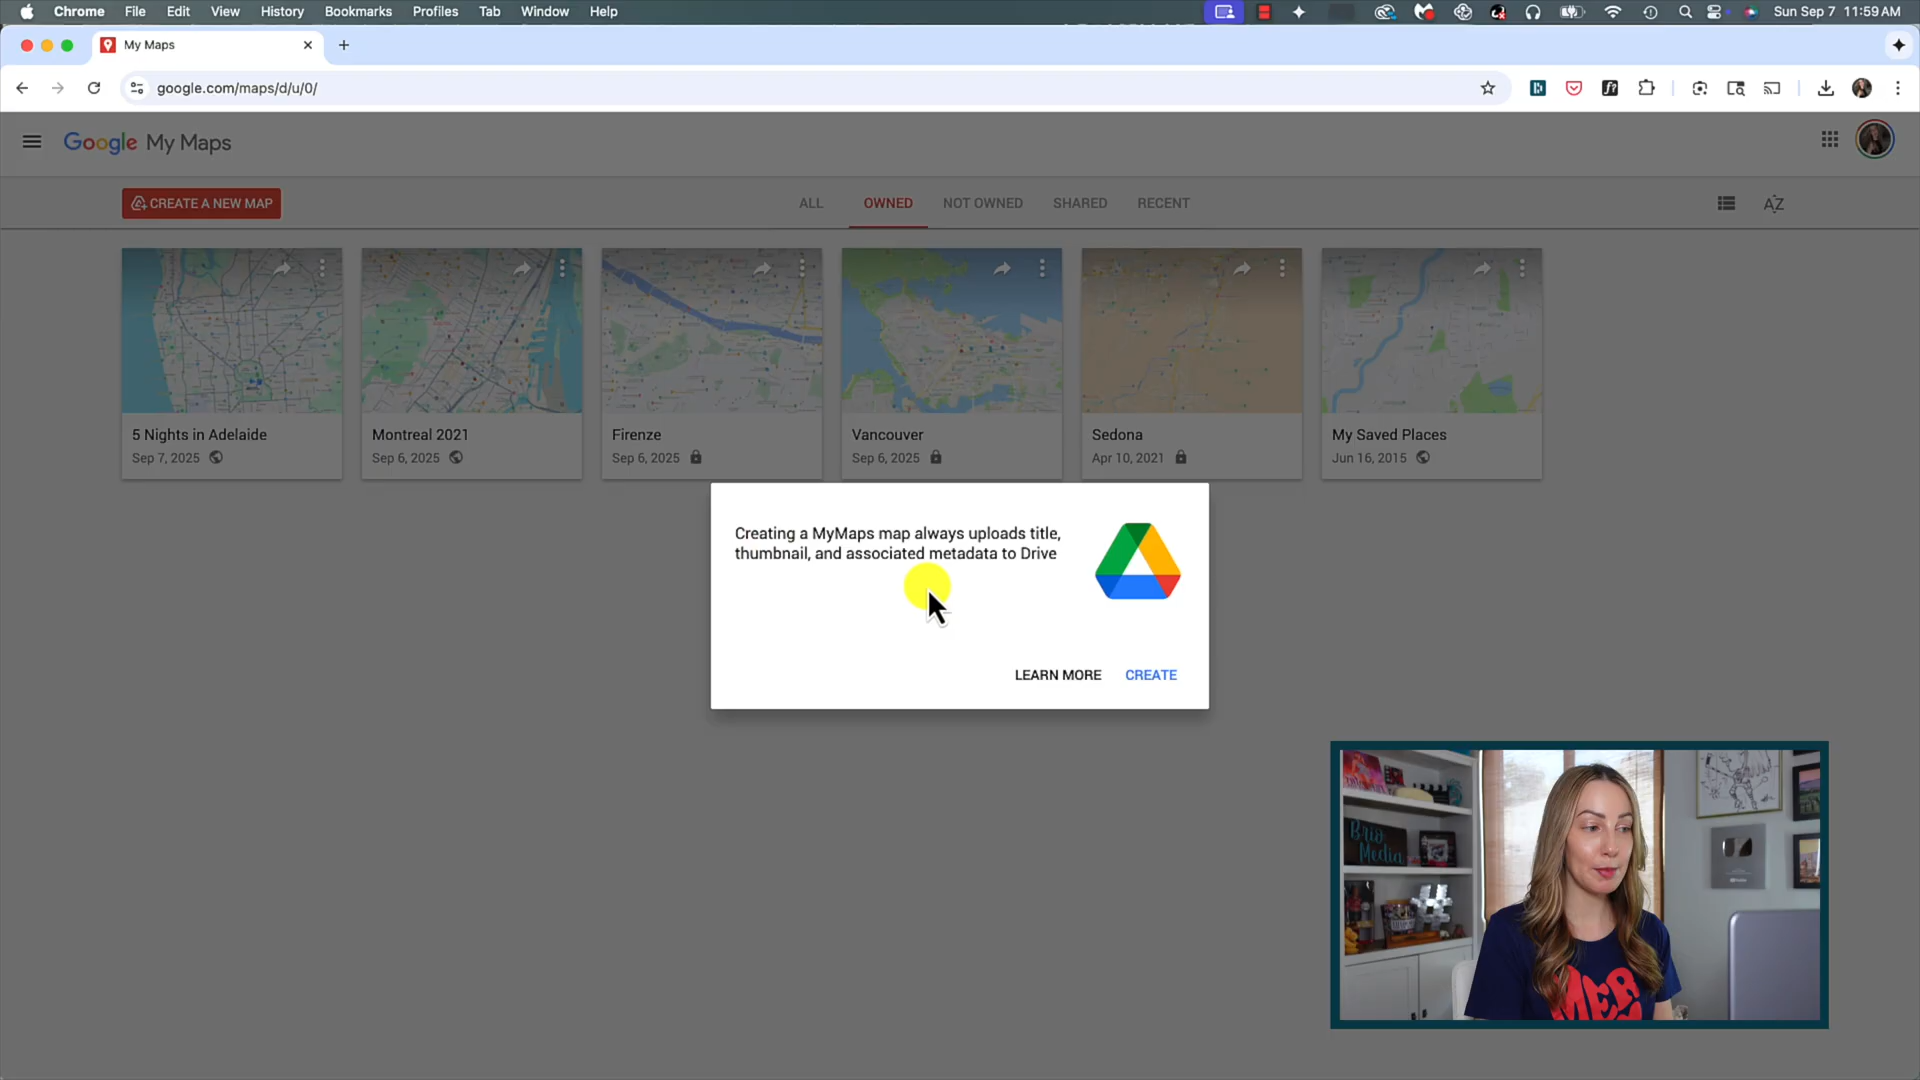 Chrome File Edit View History Bookmarks Profiles Tab Window Help Sun Sep 7 11:59 AM
My Maps
google.com/maps/d/u/0/
Google My Maps
CREATE A NEW MAP ALL OWNED NOT OWNED SHARED RECENT AZ
5 Nights in Adelaide Montreal 2021 Firenze Vancouver Sedona My Saved Places
Sep 7, 2025 Sep 6, 2025 Sep 6, 2025 Sep 6, 2025 Apr 10, 2021 Jun 16, 2015
Creating a MyMaps map always uploads title,
thumbnail, and associated metadata to Drive
LEARN MORE CREATE
Brio
Media
#
MER